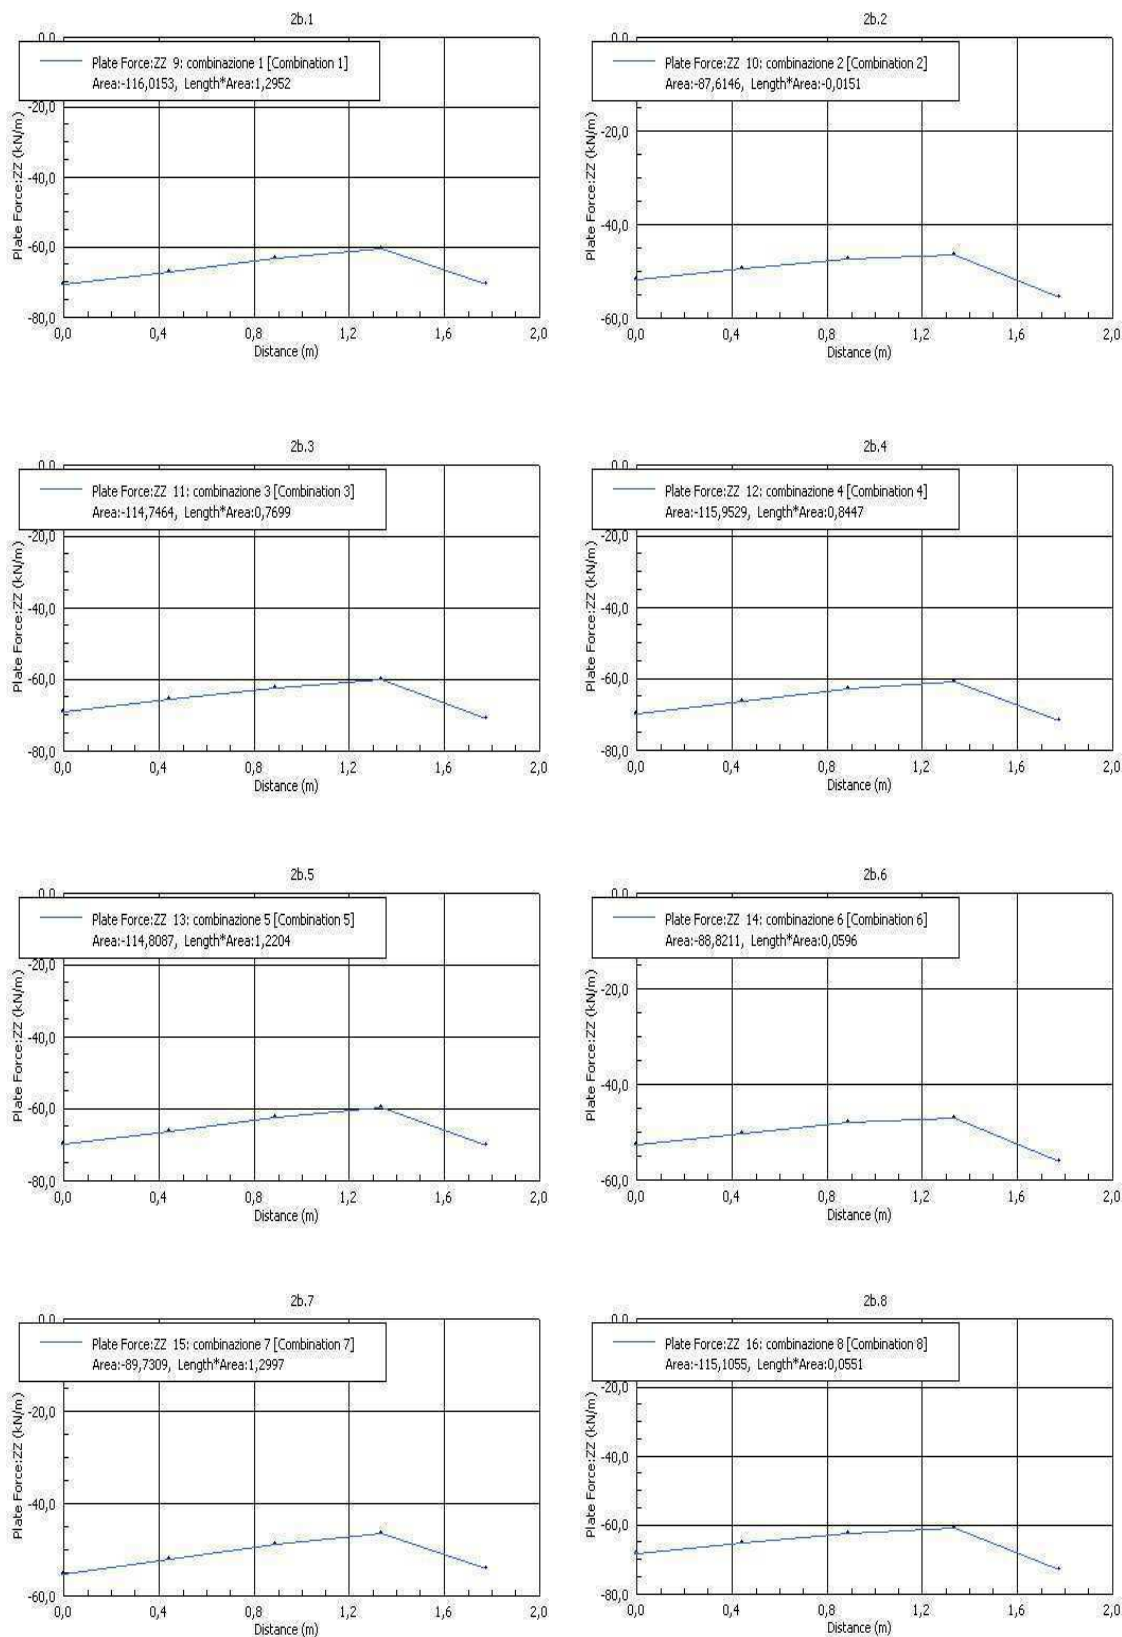 2b.1
0,0
Plate Force:ZZ 9: combinazione 1 [Combination 1]
Area:-116,0153, Length*Area:1,2952
-20,0
-40,0
-60,0
-80,0
Plate Force:ZZ (kN/m)
0,0 0,4 0,8 1,2 1,6 2,0
Distance (m)
2b.2
0,0
Plate Force:ZZ 10: combinazione 2 [Combination 2]
Area:-87,6146, Length*Area:-0,0151
-20,0
-40,0
-60,0
Plate Force:ZZ (kN/m)
0,0 0,4 0,8 1,2 1,6 2,0
Distance (m)
2b.3
0,0
Plate Force:ZZ 11: combinazione 3 [Combination 3]
Area:-114,7464, Length*Area:0,7699
-20,0
-40,0
-60,0
-80,0
Plate Force:ZZ (kN/m)
0,0 0,4 0,8 1,2 1,6 2,0
Distance (m)
2b.4
0,0
Plate Force:ZZ 12: combinazione 4 [Combination 4]
Area:-115,9529, Length*Area:0,8447
-20,0
-40,0
-60,0
-80,0
Plate Force:ZZ (kN/m)
0,0 0,4 0,8 1,2 1,6 2,0
Distance (m)
2b.5
0,0
Plate Force:ZZ 13: combinazione 5 [Combination 5]
Area:-114,8087, Length*Area:1,2204
-20,0
-40,0
-60,0
-80,0
Plate Force:ZZ (kN/m)
0,0 0,4 0,8 1,2 1,6 2,0
Distance (m)
2b.6
0,0
Plate Force:ZZ 14: combinazione 6 [Combination 6]
Area:-88,8211, Length*Area:0,0596
-20,0
-40,0
-60,0
Plate Force:ZZ (kN/m)
0,0 0,4 0,8 1,2 1,6 2,0
Distance (m)
2b.7
0,0
Plate Force:ZZ 15: combinazione 7 [Combination 7]
Area:-89,7309, Length*Area:1,2997
-20,0
-40,0
-60,0
Plate Force:ZZ (kN/m)
0,0 0,4 0,8 1,2 1,6 2,0
Distance (m)
2b.8
0,0
Plate Force:ZZ 16: combinazione 8 [Combination 8]
Area:-115,1055, Length*Area:0,0551
-20,0
-40,0
-60,0
-80,0
Plate Force:ZZ (kN/m)
0,0 0,4 0,8 1,2 1,6 2,0
Distance (m)